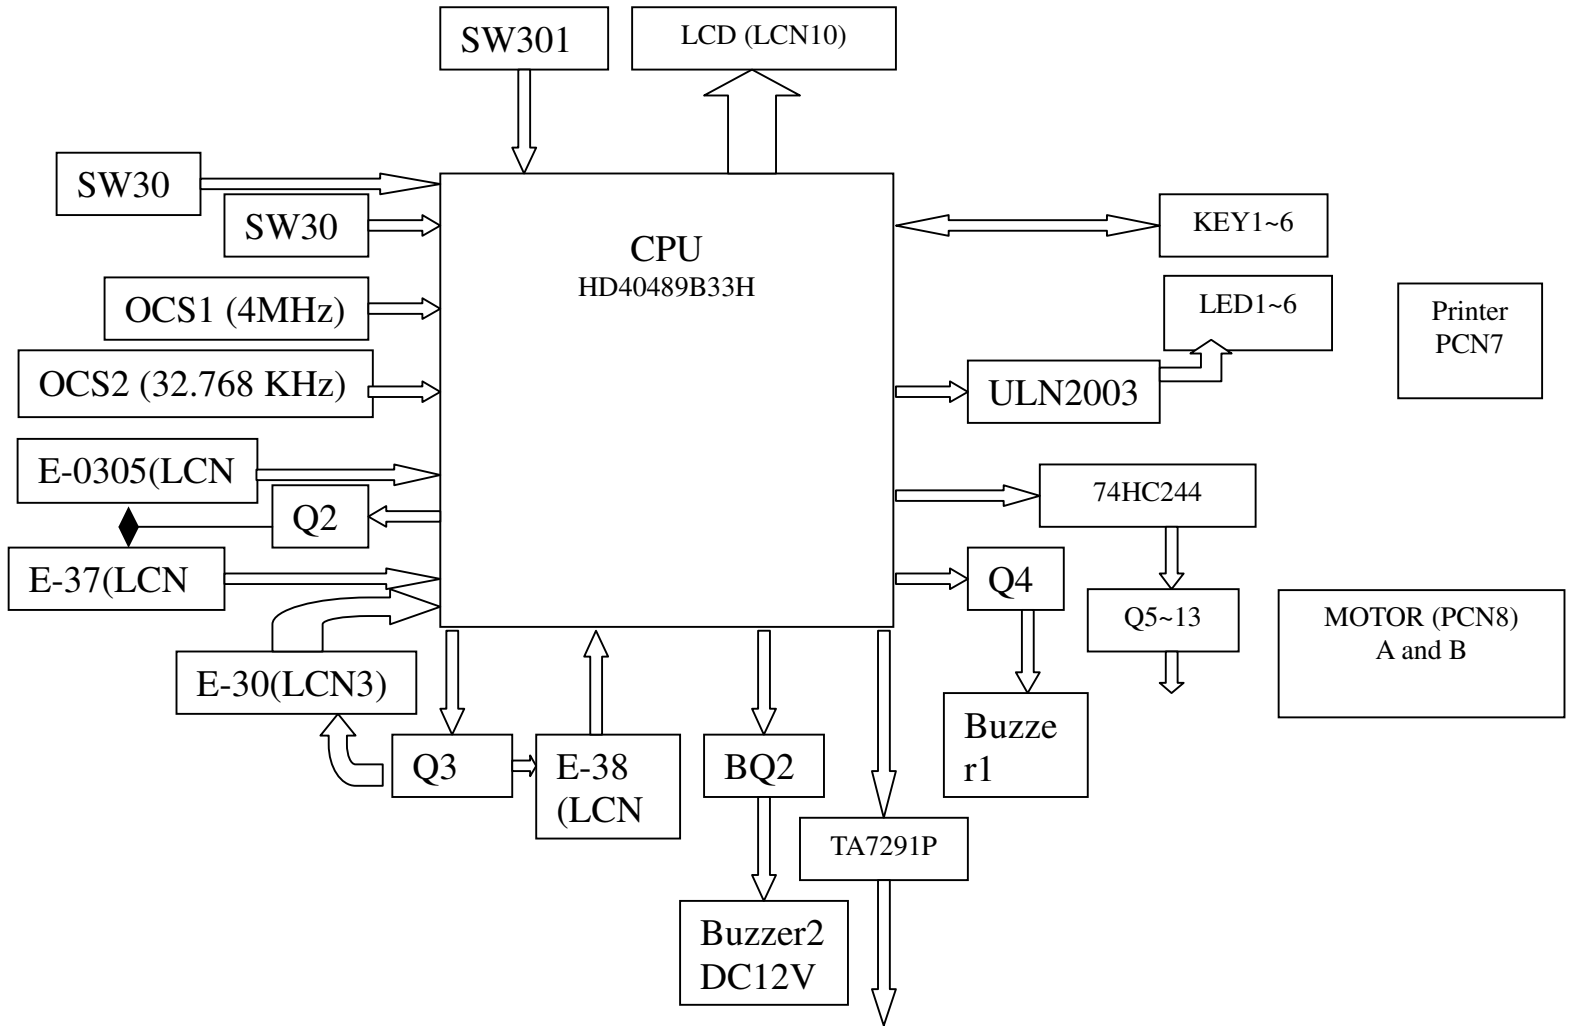 SW301
LCD (LCN10)
SW30
SW30
CPU
HD40489B33H
KEY1~6
OCS1 (4MHz)
LED1~6
Printer
PCN7
OCS2 (32.768 KHz)
ULN2003
E-0305(LCN
74HC244
Q2
E-37(LCN
Q4
Q5~13
MOTOR (PCN8)
A and B
E-30(LCN3)
Q3
E-38
(LCN
BQ2
Buzze
r1
TA7291P
Buzzer2
DC12V